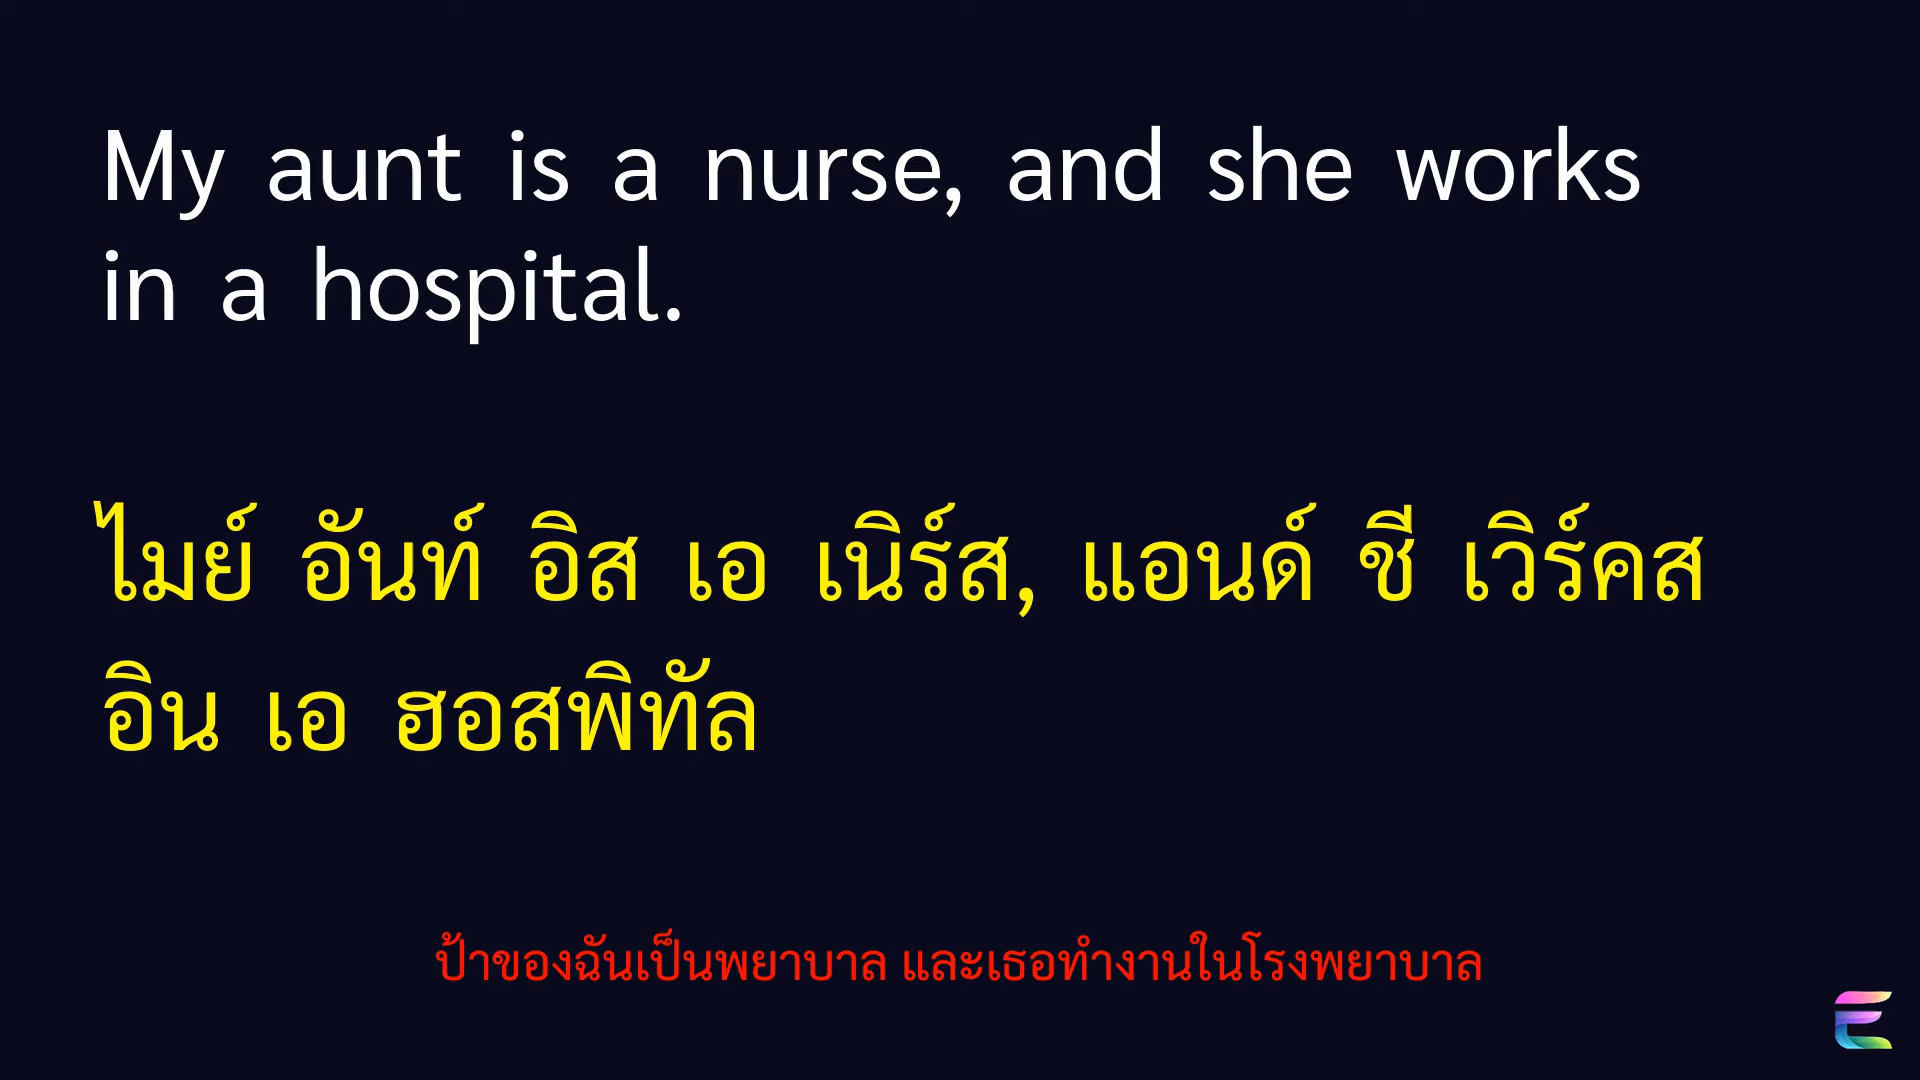 My aunt is a nurse, and she works
in a hospital.
ไมย์ อันท์ อิส เอ เนิร์ส, แอนด์ ชี เวิร์คส
อิน เอ ฮอสพิทัล
ป้าของฉันเป็นพยาบาล และเธอทำงานในโรงพยาบาล